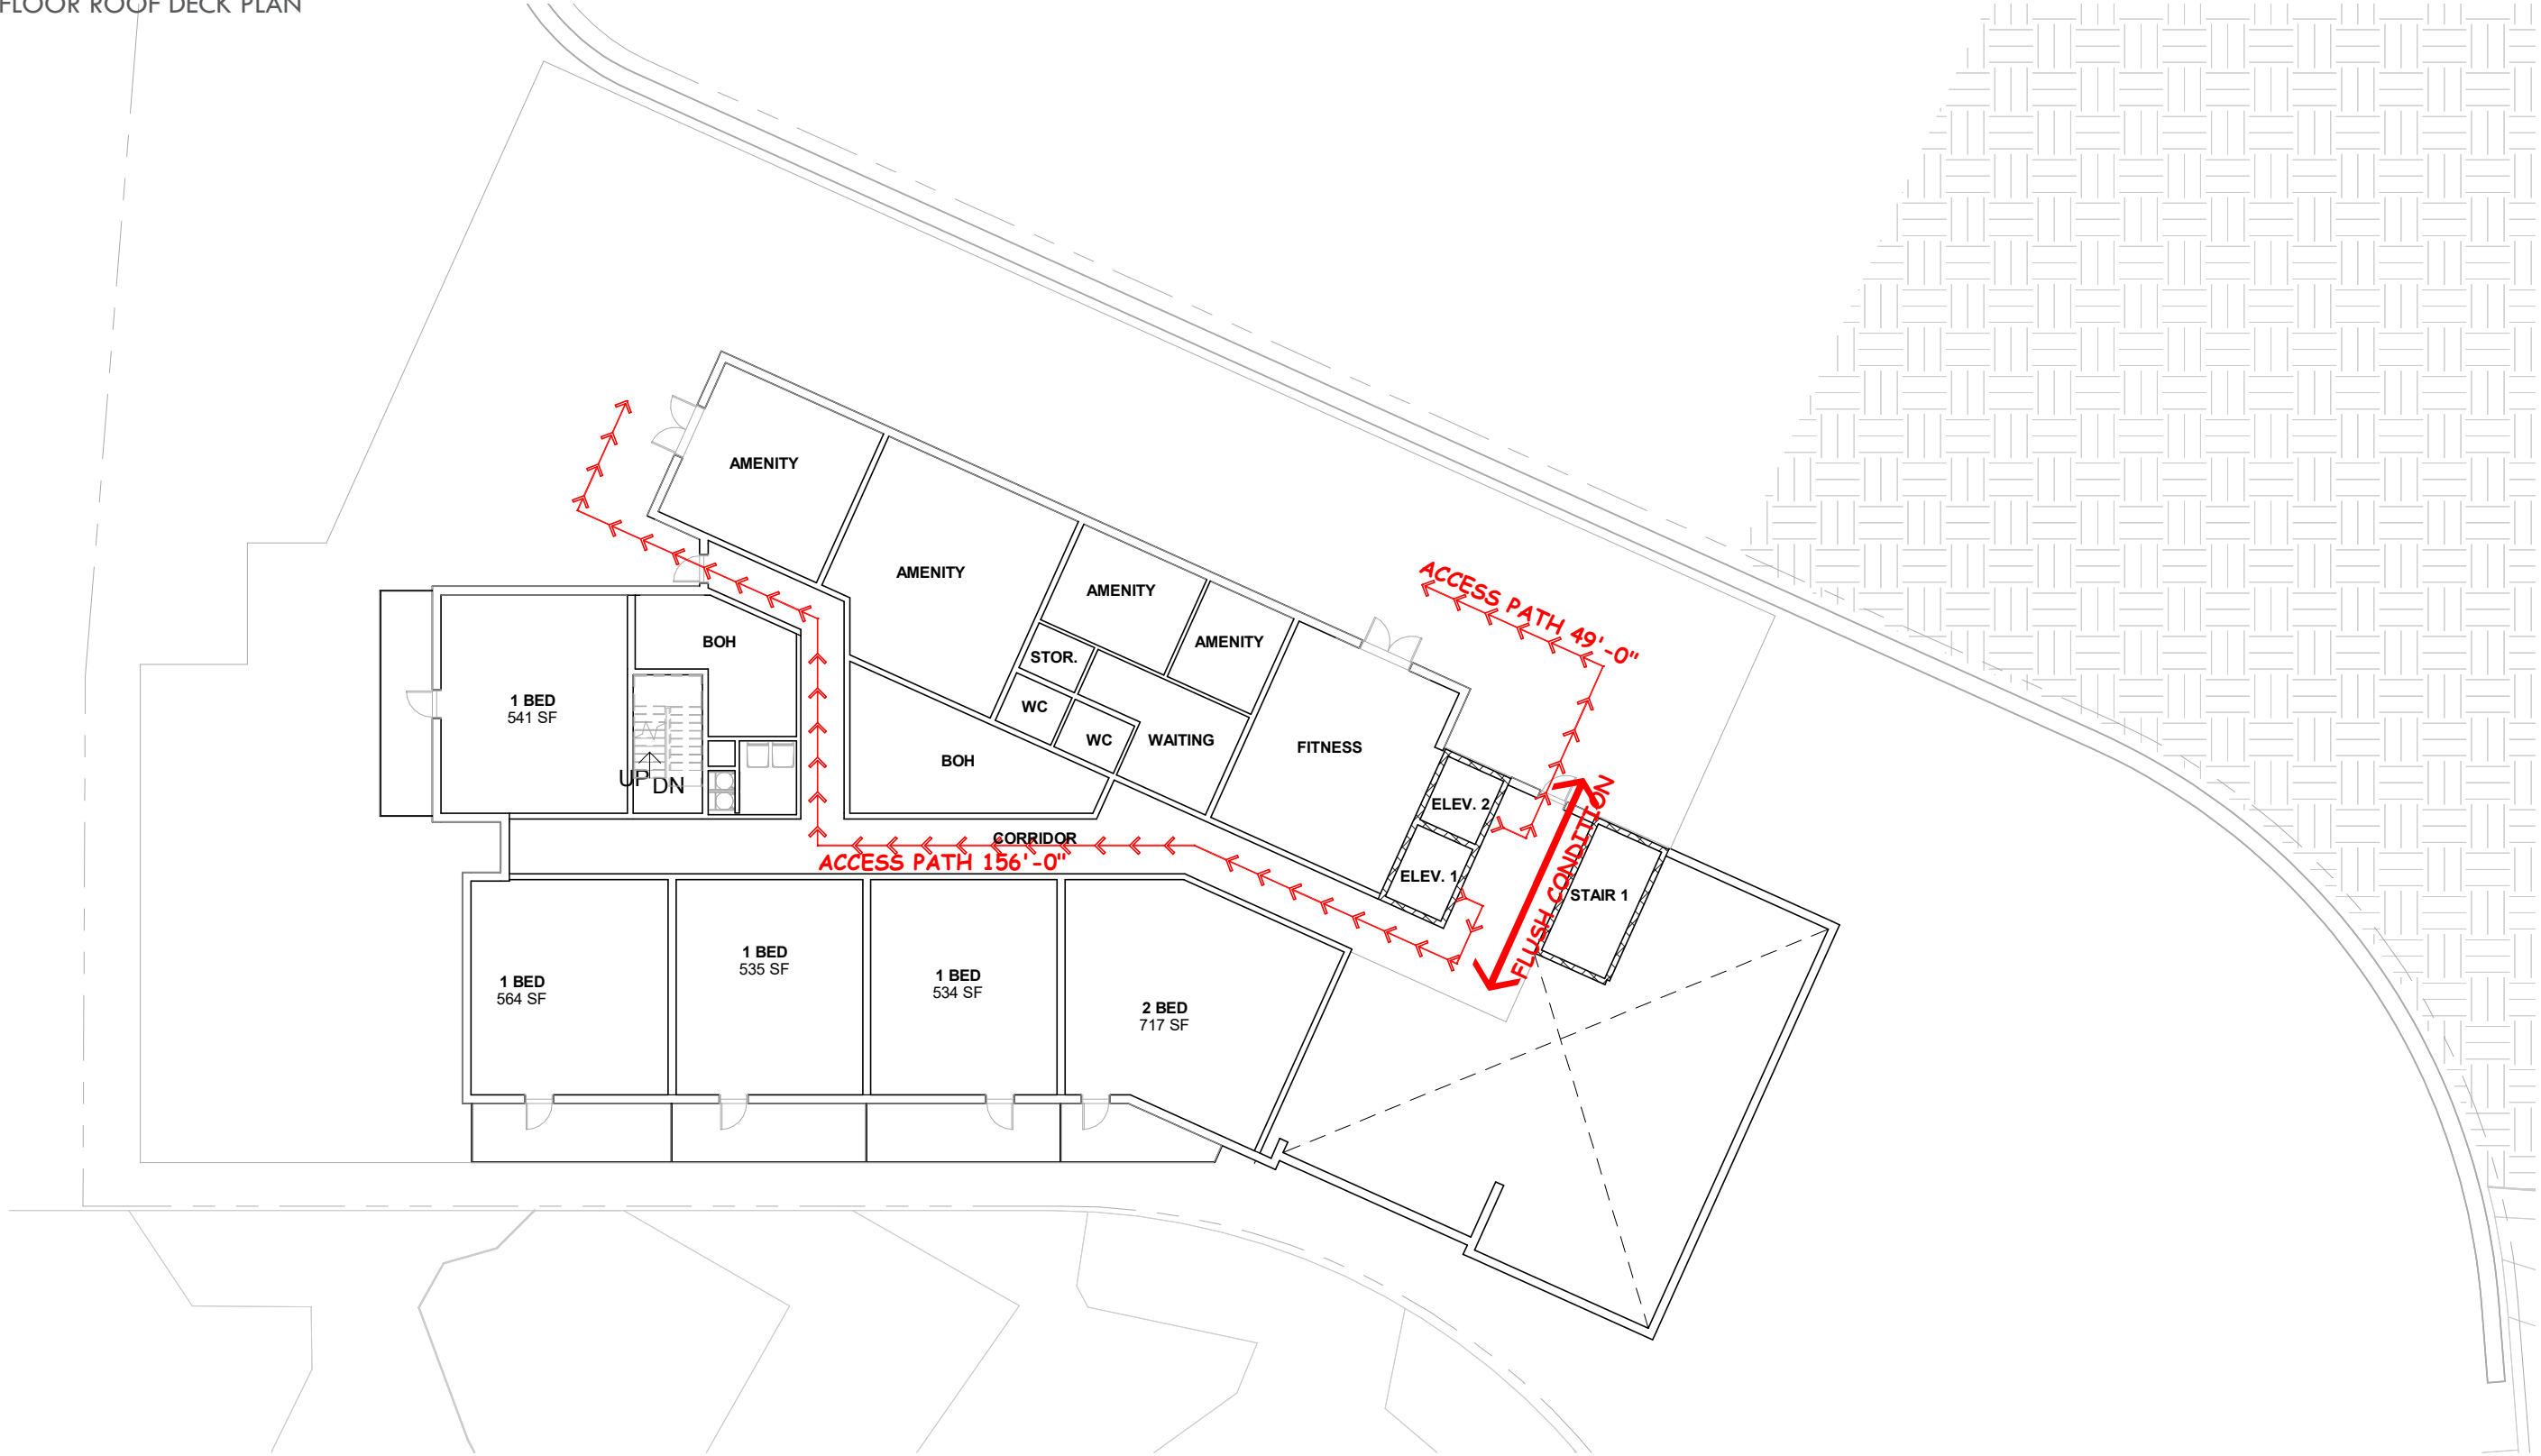 FLOOR ROOF DECK PLAN
AMENITY
AMENITY
AMENITY
AMENITY
ACCESS PATH 49'-0"
BOH
STOR.
1 BED
541 SF
WC
WC
WAITING
FITNESS
BOH
UP
DN
ELEV. 2
FLUSH CONDITION
CORRIDOR
ACCESS PATH 156'-0"
ELEV. 1
STAIR 1
1 BED
564 SF
1 BED
535 SF
1 BED
534 SF
2 BED
717 SF